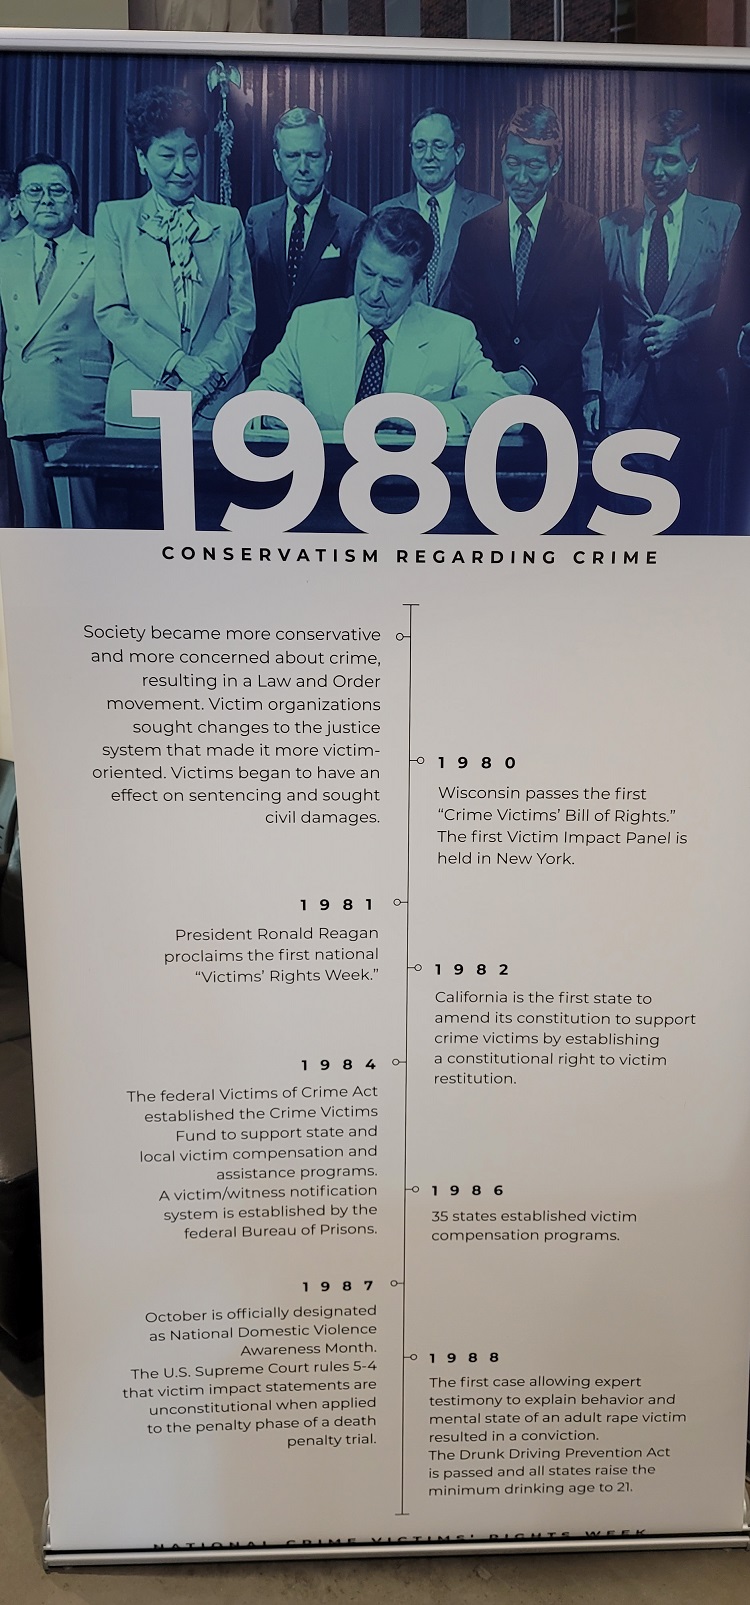 1980s
CONSERVATISM REGARDING CRIME
Society became more conservative
and more concerned about crime,
resulting in a Law and Order
movement. Victim organizations
sought changes to the justice
system that made it more victim-
oriented. Victims began to have an
effect on sentencing and sought
civil damages.
1980
Wisconsin passes the first
“Crime Victims’ Bill of Rights.”
The first Victim Impact Panel is
held in New York.
1981
President Ronald Reagan
proclaims the first national
“Victims’ Rights Week.”
1982
California is the first state to
amend its constitution to support
crime victims by establishing
a constitutional right to victim
restitution.
1984
The federal Victims of Crime Act
established the Crime Victims
Fund to support state and
local victim compensation and
assistance programs.
A victim/witness notification
system is established by the
federal Bureau of Prisons.
1986
35 states established victim
compensation programs.
1987
October is officially designated
as National Domestic Violence
Awareness Month.
The U.S. Supreme Court rules 5-4
that victim impact statements are
unconstitutional when applied
to the penalty phase of a death
penalty trial.
1988
The first case allowing expert
testimony to explain behavior and
mental state of an adult rape victim
resulted in a conviction.
The Drunk Driving Prevention Act
is passed and all states raise the
minimum drinking age to 21.
NATIONAL CRIME VICTIMS' RIGHTS WEEK